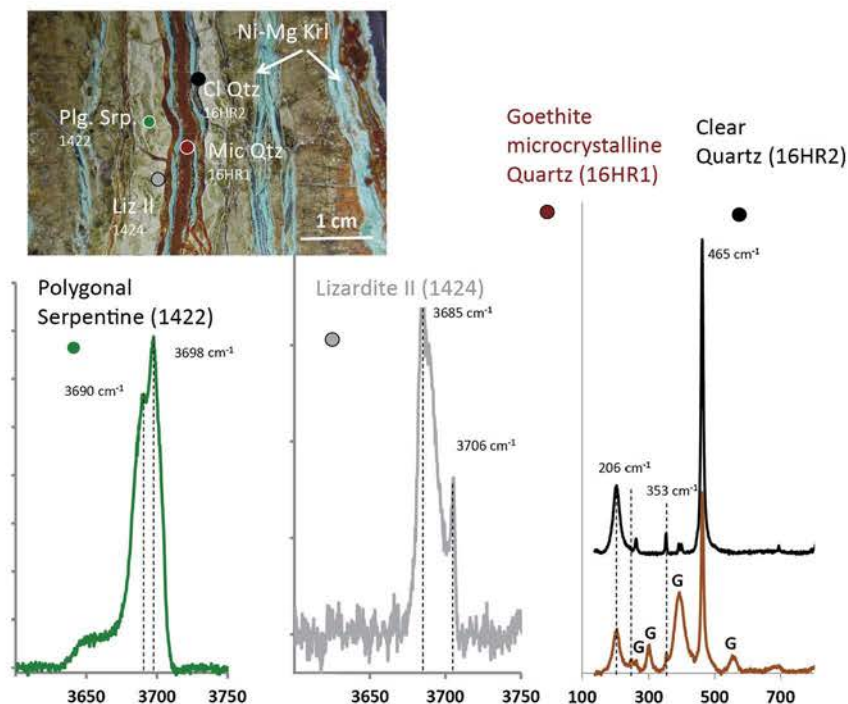 Ni-Mg Krl
Cl Qtz
16HR2
Plg. Srp.
1422
Mic Qtz
16HR1
Liz II
1424
1 cm
Goethite
microcrystalline
Quartz (16HR1)
Clear
Quartz (16HR2)
465 cm-1
206 cm-1
353 cm-1
G
G
G
G
100
300
500
700
Polygonal
Serpentine (1422)
3698 cm-1
3690 cm-1
3650
3700
3750
Lizardite II (1424)
3685 cm-1
3706 cm-1
3650
3700
3750